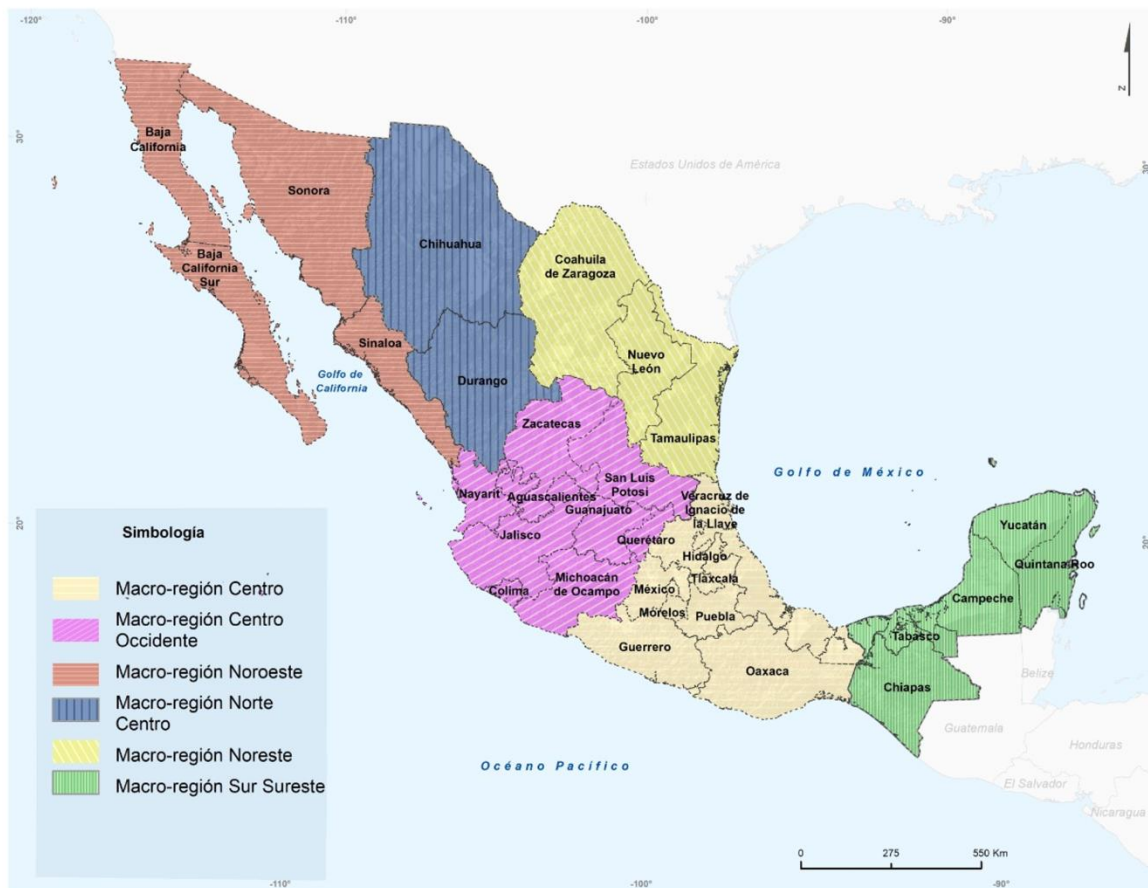 -120°
-110°
-100°
-90°
N
30°
30°
Baja
California
Sonora
Chihuahua
Estados Unidos de América
Coahuila
de Zaragoza
Baja
California
Sur
Sinaloa
Nuevo
León
Golfo de
California
Durango
Zacatecas
Tamaulipas
Golfo de México
San Luis
Potosi
Nayarit
Aguascalientes
Guanajuato
Veracruz de
Ignacio de
la Llave
20°
20°
Jalisco
Querétaro
Hidalgo
Yucatán
Quintana Roo
Colima
Michoacán
de Ocampo
México
Tlaxcala
Morelos
Puebla
Campeche
Tabasco
Guerrero
Oaxaca
Chiapas
Belize
Guatemala
Honduras
El Salvador
Nicaragua
Océano Pacífico
Simbología
Macro-región Centro
Macro-región Centro
Occidente
Macro-región Noroeste
Macro-región Norte
Centro
Macro-región Noreste
Macro-región Sur Sureste
0 275 550 Km
-110°
-100°
-90°